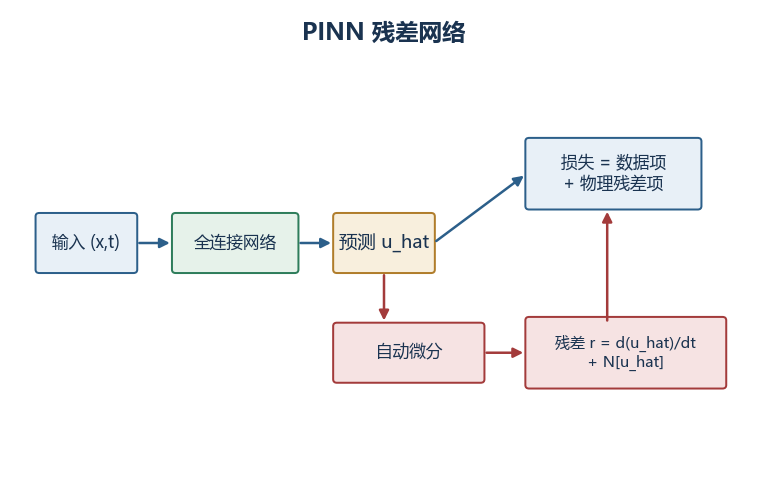 PINN 残差网络
损失 = 数据项
+ 物理残差项
输入 (x,t)
全连接网络
预测 u_hat
自动微分
残差 r = d(u_hat)/dt
+ N[u_hat]